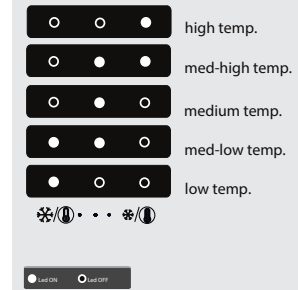 high temp.
med-high temp.
medium temp.
med-low temp.
low temp.
Led ON Led OFF